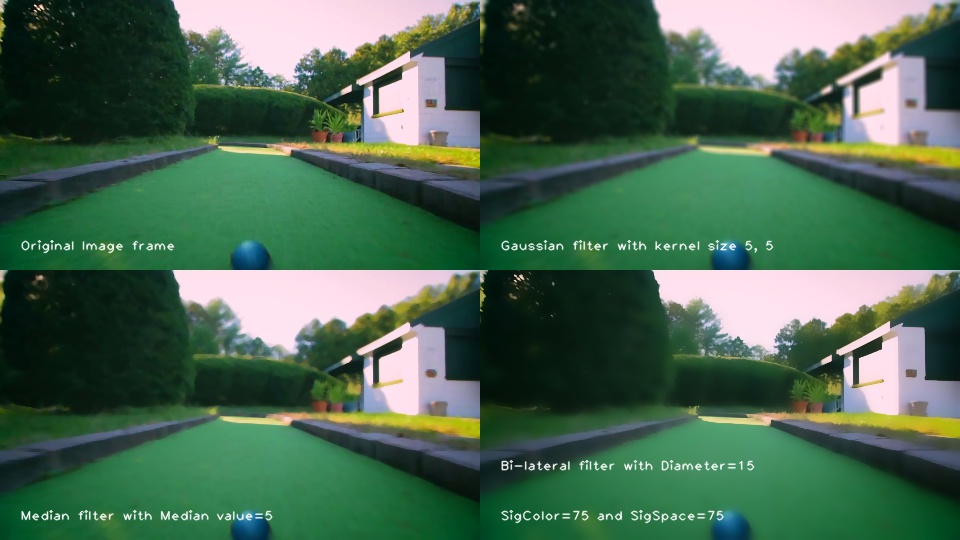 Original Image frame
Gaussian filter with kernel size 5, 5
Median filter with Median value=5
Bi-lateral filter with Diameter=15
SigColor=75 and SigSpace=75